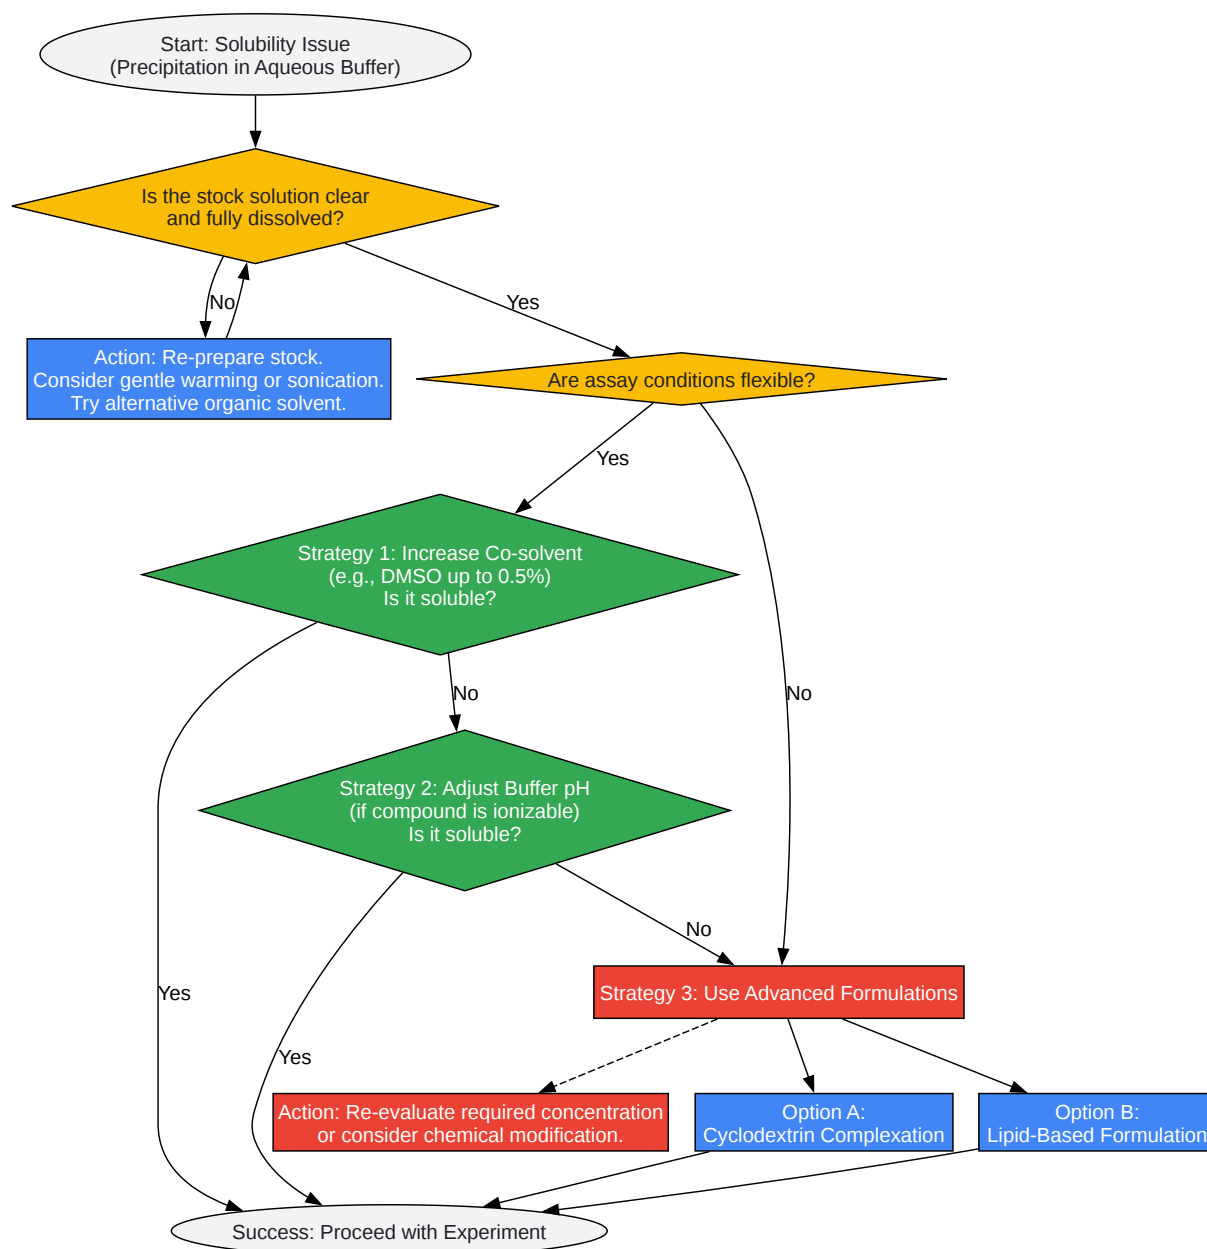 Start: Solubility Issue
(Precipitation in Aqueous Buffer)
Is the stock solution clear
and fully dissolved?
No
Yes
Action: Re-prepare stock.
Consider gentle warming or sonication.
Try alternative organic solvent.
Are assay conditions flexible?
Yes
No
Strategy 1: Increase Co-solvent
(e.g., DMSO up to 0.5%)
Is it soluble?
No
Yes
Strategy 2: Adjust Buffer pH
(if compound is ionizable)
Is it soluble?
No
Yes
Strategy 3: Use Advanced Formulations
Action: Re-evaluate required concentration
or consider chemical modification.
Option A:
Cyclodextrin Complexation
Option B:
Lipid-Based Formulation
Success: Proceed with Experiment